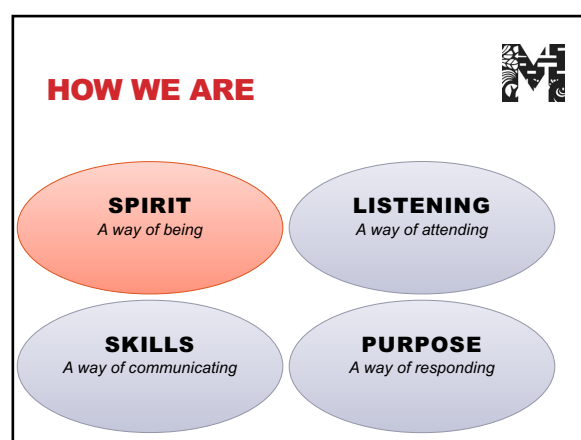 HOW WE ARE
M
SPIRIT
A way of being
LISTENING
A way of attending
SKILLS
A way of communicating
PURPOSE
A way of responding